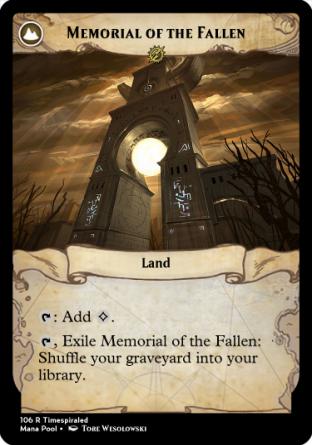 Memorial of the Fallen
Land
: Add .
, Exile Memorial of the Fallen:
Shuffle your graveyard into your
library.
106 R Timespiraled
Mana Pool • Tore Wesolowski